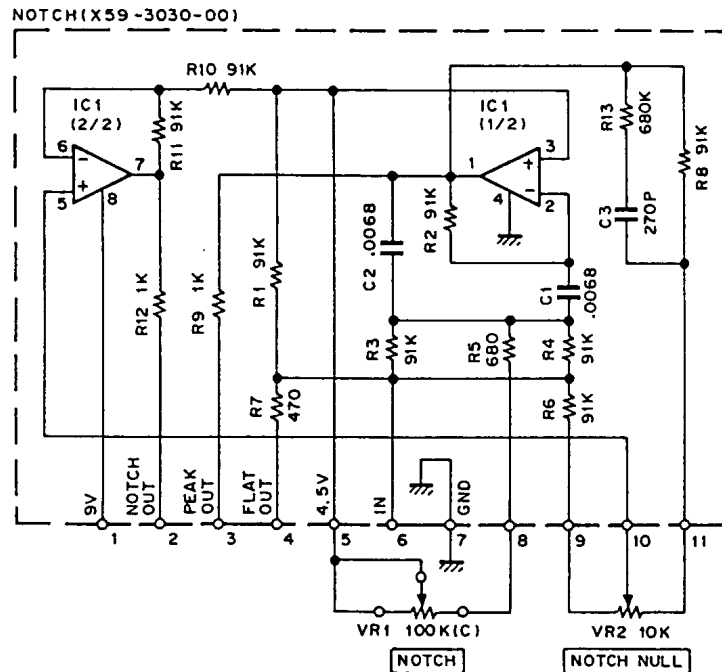 NOTCH(X59-3030-00)
R10 91K
IC1
(2/2)
6
5
7
8
R11 91K
IC1
(1/2)
1
3
2
4
R13
680K
R8 91K
C3
270P
R2 91K
C2 .0068
C1
.0068
R12 1K
R9 1K
R1 91K
R3
91K
R5
680
R4
91K
R7
470
R6
91K
9V
NOTCH
OUT
PEAK
OUT
FLAT
OUT
4.5V
IN
GND
1
2
3
4
5
6
7
8
9
10
11
VR1 100K(C)
NOTCH
VR2 10K
NOTCH NULL